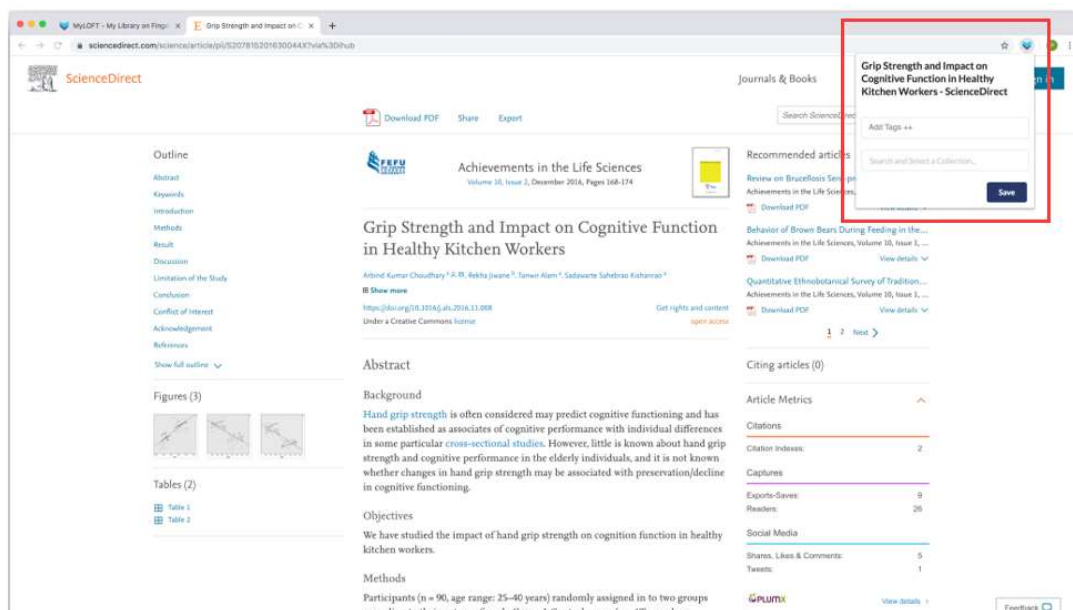 MyLOFT - My Library on Finge
Grip Strength and Impact on C
sciencedirect.com/science/article/pii/S207815201630044X?via%3Dihub
ScienceDirect
Journals & Books
Download PDF
Share
Export
Search ScienceDirec
Grip Strength and Impact on
Cognitive Function in Healthy
Kitchen Workers - ScienceDirect
Add Tags ++
Search and Select a Collection...
Save
Outline
Abstract
Keywords
Introduction
Methods
Result
Discussion
Limitation of the Study
Conclusion
Conflict of Interest
Acknowledgement
References
Show full outline
Figures (3)
Tables (2)
Table 1
Table 2
FEFU
Achievements in the Life Sciences
Volume 10, Issue 2, December 2016, Pages 168-174
Grip Strength and Impact on Cognitive Function
in Healthy Kitchen Workers
Arbind Kumar Choudhary, Rekha Jiwane, Tanwir Alam, Sadawarte Sahebrao Kishanrao
Show more
https://doi.org/10.1016/j.als.2016.11.008
Get rights and content
Under a Creative Commons license
open access
Abstract
Background
Hand grip strength is often considered may predict cognitive functioning and has
been established as associates of cognitive performance with individual differences
in some particular cross-sectional studies. However, little is known about hand grip
strength and cognitive performance in the elderly individuals, and it is not known
whether changes in hand grip strength may be associated with preservation/decline
in cognitive functioning.
Objectives
We have studied the impact of hand grip strength on cognition function in healthy
kitchen workers.
Methods
Participants (n = 90, age range: 25–40 years) randomly assigned in to two groups
Recommended articles
Review on Brucellosis Sero-pr
Achievements in the Life Sciences,
Download PDF
View details
Behavior of Brown Bears During Feeding in the...
Achievements in the Life Sciences, Volume 10, Issue 1, ...
Download PDF
View details
Quantitative Ethnobotanical Survey of Tradition...
Achievements in the Life Sciences, Volume 10, Issue 1, ...
Download PDF
View details
1 2 Next
Citing articles (0)
Article Metrics
Citations
Citation Indexes: 2
Captures
Exports-Saves: 9
Readers: 26
Social Media
Shares, Likes & Comments: 5
Tweets: 1
PLUMX
View details
Feedback